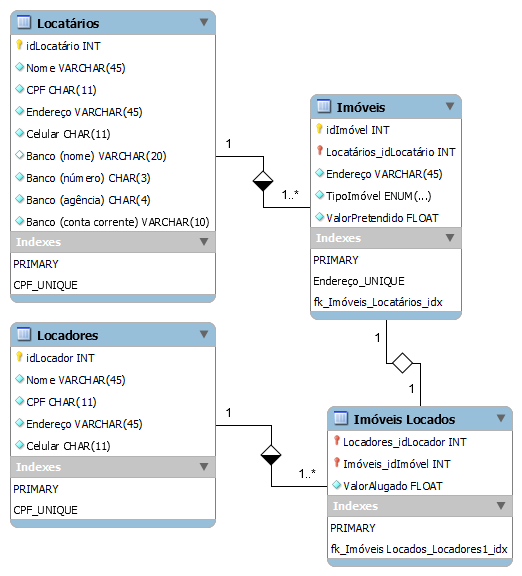 Locatários
idLocatário INT
Nome VARCHAR(45)
CPF CHAR(11)
Endereço VARCHAR(45)
Celular CHAR(11)
Banco (nome) VARCHAR(20)
Banco (número) CHAR(3)
Banco (agência) CHAR(4)
Banco (conta corrente) VARCHAR(10)
Indexes
PRIMARY
CPF_UNIQUE
1
1..*
Imóveis
idImóvel INT
Locatários_idLocatário INT
Endereço VARCHAR(45)
TipoImóvel ENUM(...)
ValorPretendido FLOAT
Indexes
PRIMARY
Endereço_UNIQUE
fk_Imóveis_Locatários_idx
1
1
Locadores
idLocador INT
Nome VARCHAR(45)
CPF CHAR(11)
Endereço VARCHAR(45)
Celular CHAR(11)
Indexes
PRIMARY
CPF_UNIQUE
1
1..*
Imóveis Locados
Locadores_idLocador INT
Imóveis_idImóvel INT
ValorAlugado FLOAT
Indexes
PRIMARY
fk_Imóveis Locados_Locadores1_idx